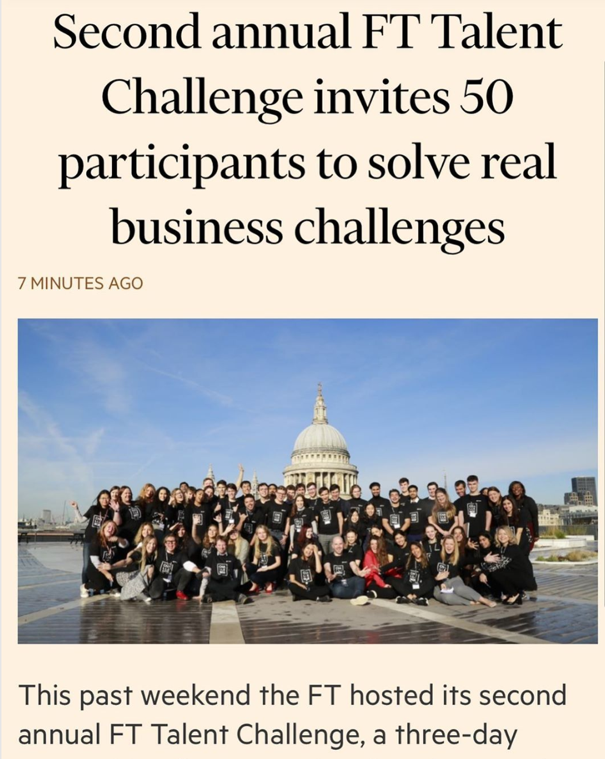 Second annual FT Talent
Challenge invites 50
participants to solve real
business challenges
7 MINUTES AGO
This past weekend the FT hosted its second
annual FT Talent Challenge, a three-day